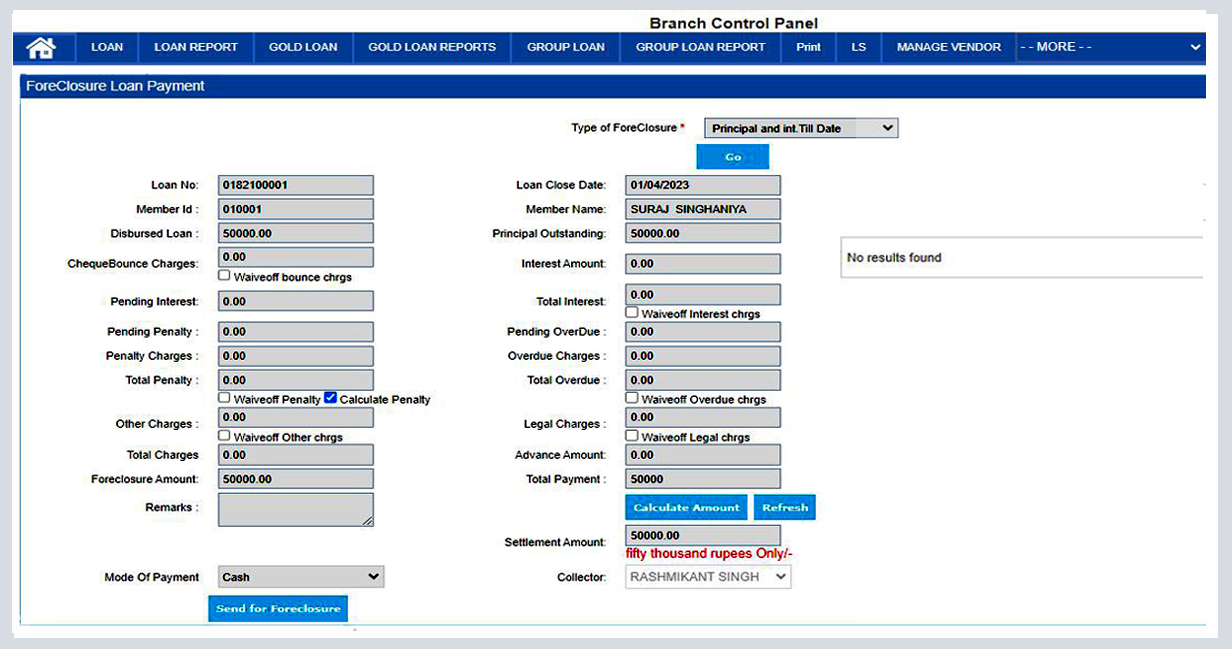 Branch Control Panel
LOAN LOAN REPORT GOLD LOAN GOLD LOAN REPORTS GROUP LOAN GROUP LOAN REPORT Print LS MANAGE VENDOR - - MORE - -
ForeClosure Loan Payment
Type of ForeClosure * Principal and int.Till Date
Go
Loan No: 0182100001 Loan Close Date: 01/04/2023
Member Id : 010001 Member Name: SURAJ SINGHANIYA
Disbursed Loan : 50000.00 Principal Outstanding: 50000.00
ChequeBounce Charges: 0.00 Interest Amount: 0.00 No results found
Waiveoff bounce chrgs
Pending Interest: 0.00 Total Interest: 0.00
Waiveoff Interest chrgs
Pending Penalty : 0.00 Pending OverDue : 0.00
Penalty Charges : 0.00 Overdue Charges : 0.00
Total Penalty : 0.00 Total Overdue : 0.00
Waiveoff Penalty Calculate Penalty Waiveoff Overdue chrgs
Other Charges : 0.00 Legal Charges : 0.00
Waiveoff Other chrgs Waiveoff Legal chrgs
Total Charges 0.00 Advance Amount: 0.00
Foreclosure Amount: 50000.00 Total Payment : 50000
Remarks : Calculate Amount Refresh
Settlement Amount: 50000.00
fifty thousand rupees Only/-
Mode Of Payment Cash Collector: RASHMIKANT SINGH
Send for Foreclosure